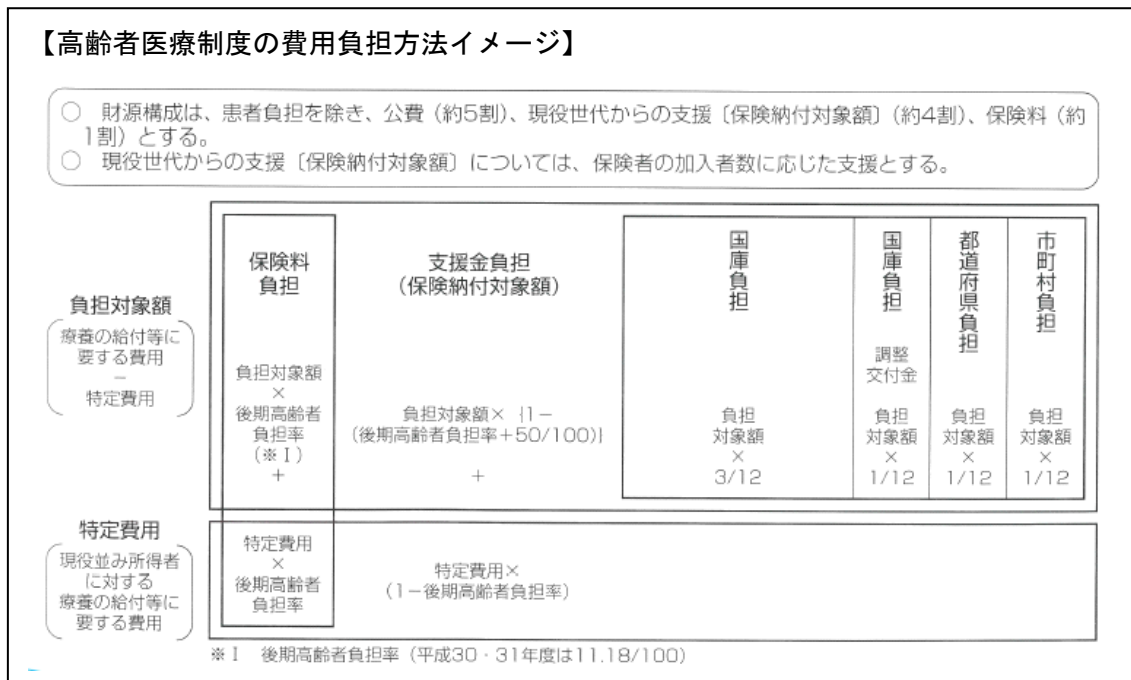 【高齢者医療制度の費用負担方法イメージ】
○ 財源構成は、患者負担を除き、公費（約5割）、現役世代からの支援〔保険納付対象額〕（約4割）、保険料（約
1割）とする。
○ 現役世代からの支援〔保険納付対象額〕については、保険者の加入者数に応じた支援とする。
負担対象額
療養の給付等に
要する費用
－
特定費用
保険料
負担
負担対象額
×
後期高齢者
負担率
（※Ⅰ）
+
支援金負担
（保険納付対象額）
負担対象額× {1－
（後期高齢者負担率+50/100)}
+
国庫負担
負担
対象額
×
3/12
国庫負担
調整
交付金
負担
対象額
×
1/12
都道府県負担
負担
対象額
×
1/12
市町村負担
負担
対象額
×
1/12
特定費用
現役並み所得者
に対する
療養の給付等に
要する費用
特定費用
×
後期高齢者
負担率
特定費用×
(1－後期高齢者負担率)
※Ⅰ 後期高齢者負担率（平成30・31年度は11.18/100）